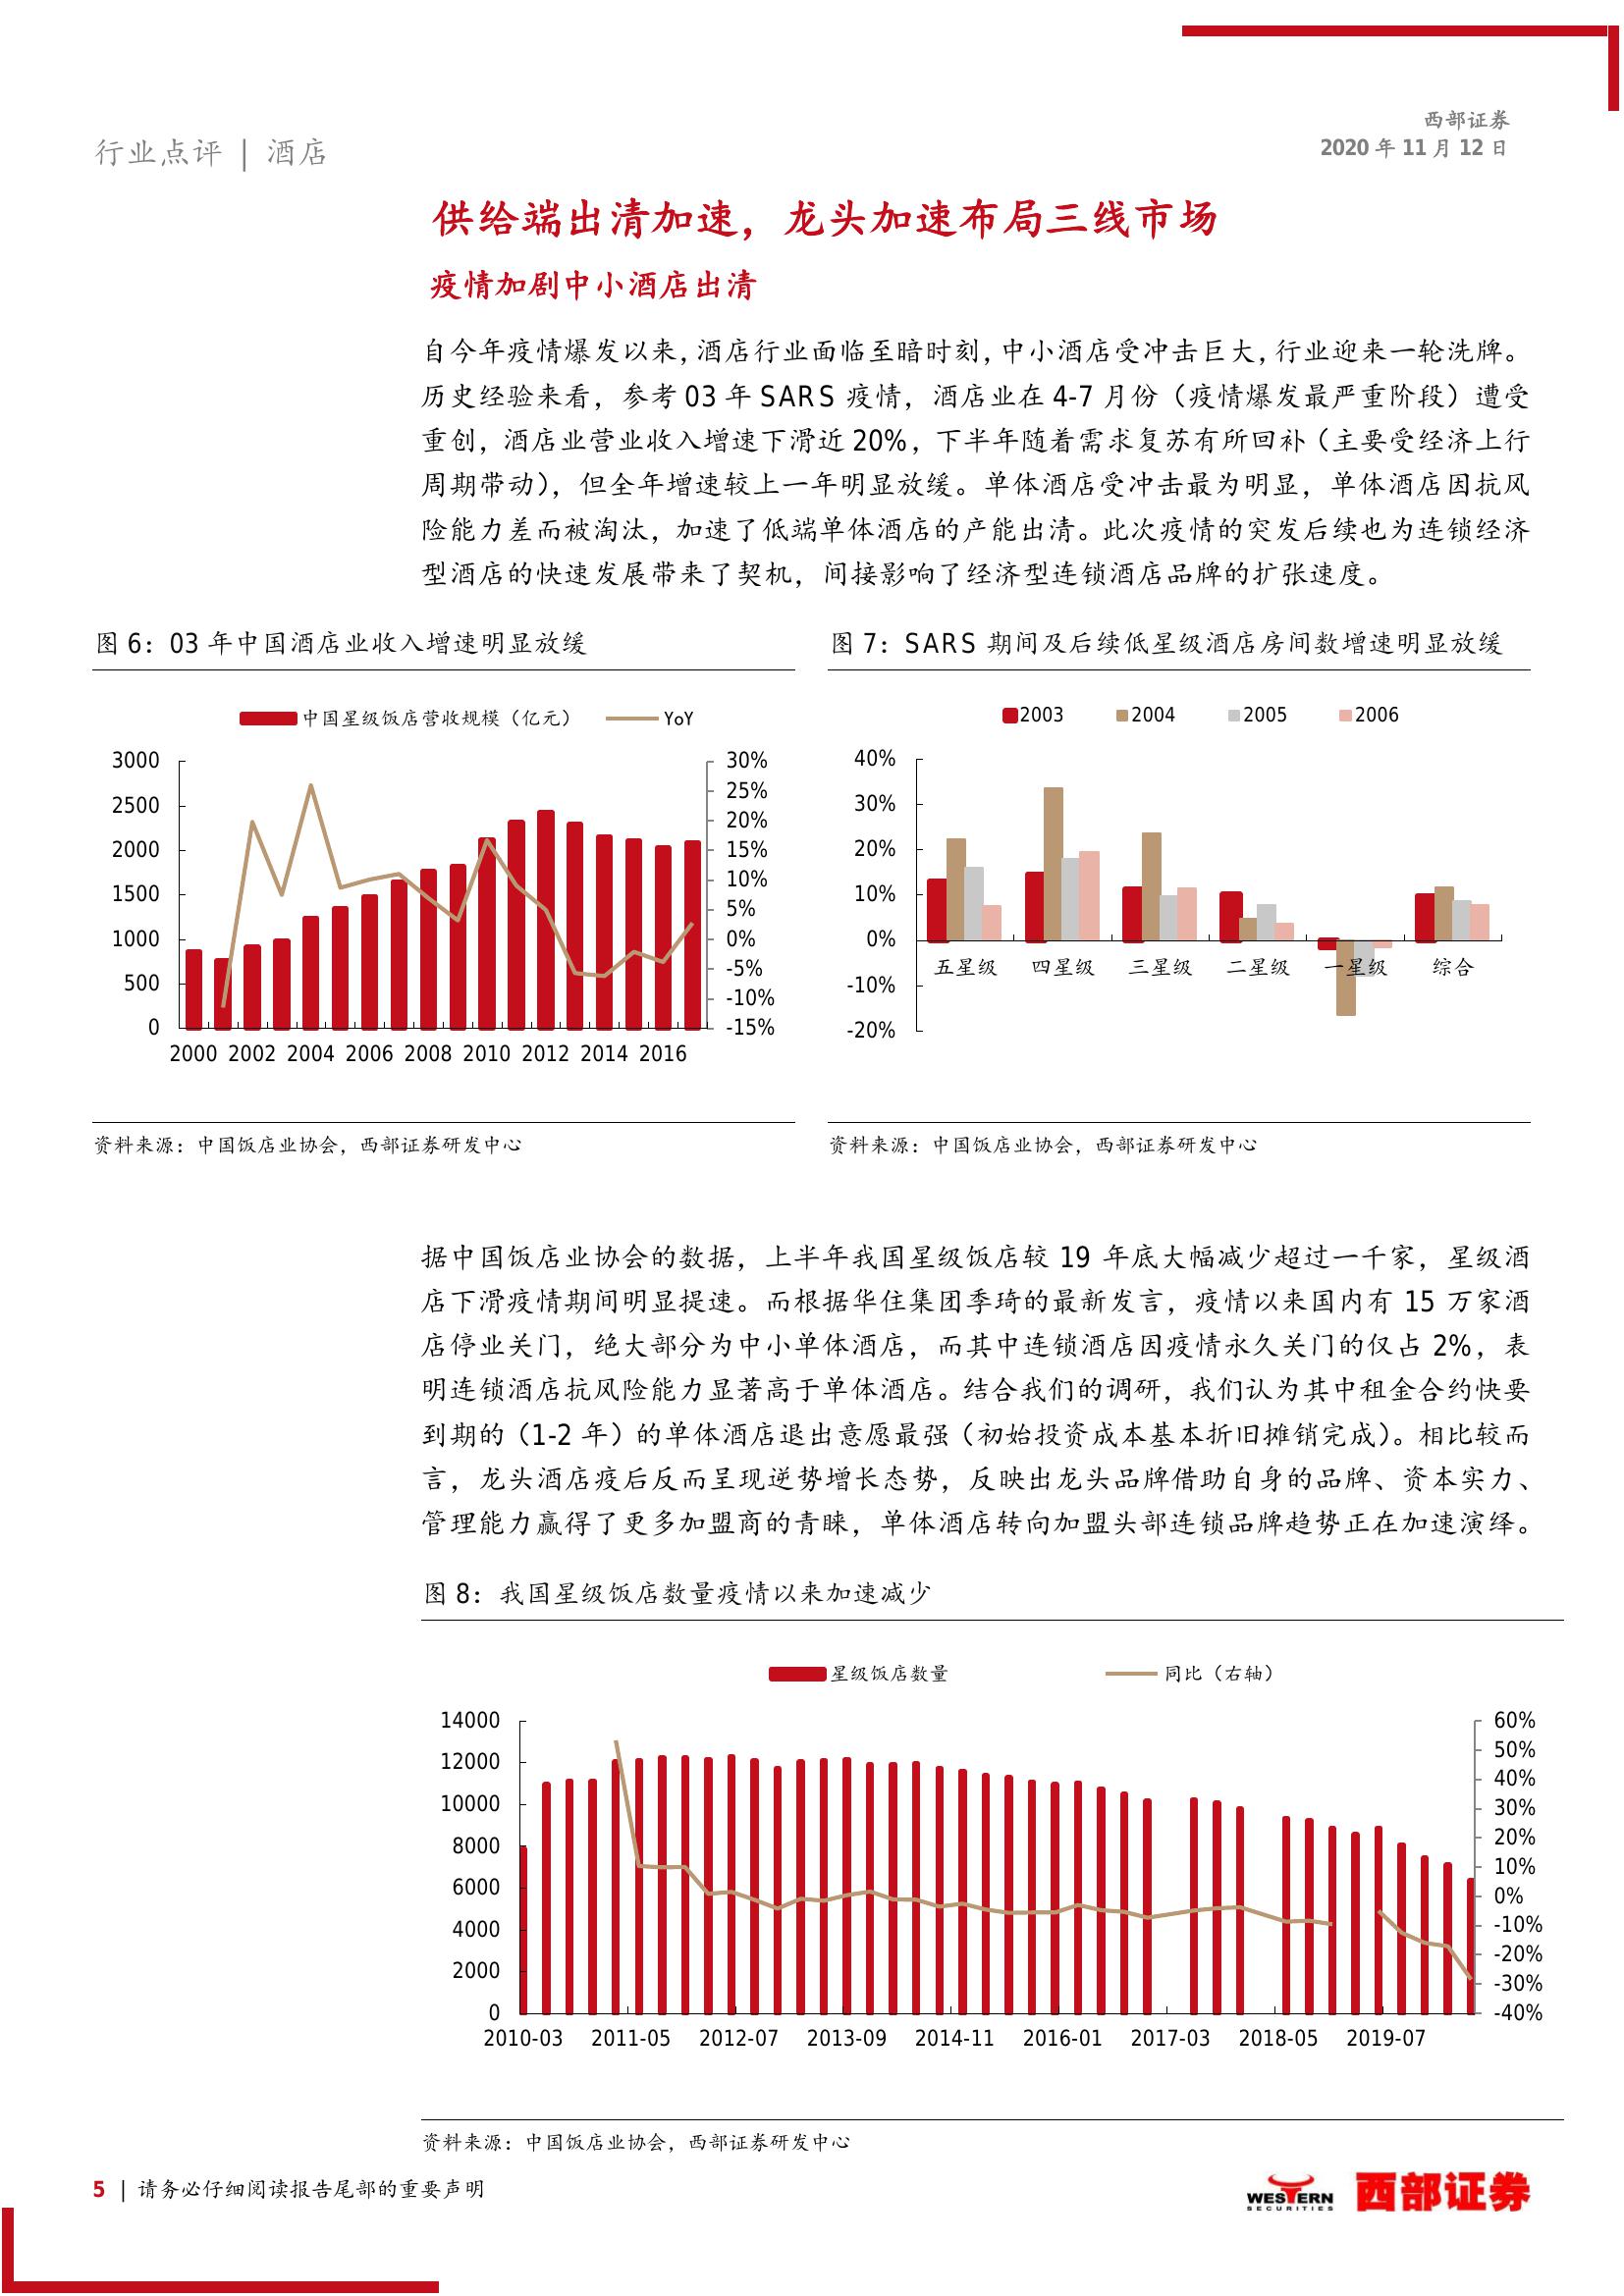 西部证券
2020 年 11 月 12 日
行业点评 | 酒店
供给端出清加速，龙头加速布局三线市场
疫情加剧中小酒店出清
自今年疫情爆发以来,酒店行业面临至暗时刻,中小酒店受冲击巨大,行业迎来一轮洗牌。
历史经验来看，参考 03 年 SARS 疫情，酒店业在 4-7 月份（疫情爆发最严重阶段）遭受
重创，酒店业营业收入增速下滑近 20%，下半年随着需求复苏有所回补（主要受经济上行
周期带动），但全年增速较上一年明显放缓。单体酒店受冲击最为明显，单体酒店因抗风
险能力差而被淘汰，加速了低端单体酒店的产能出清。此次疫情的突发后续也为连锁经济
型酒店的快速发展带来了契机，间接影响了经济型连锁酒店品牌的扩张速度。
图 6：03 年中国酒店业收入增速明显放缓
中国星级饭店营收规模（亿元） YoY
3000 30%
25%
2500 20%
2000 15%
1500 10%
5%
1000 0%
500 -5%
-10%
0 -15%
2000 2002 2004 2006 2008 2010 2012 2014 2016
资料来源：中国饭店业协会，西部证券研发中心
图 7：SARS 期间及后续低星级酒店房间数增速明显放缓
2003 2004 2005 2006
40%
30%
20%
10%
0%
五星级 四星级 三星级 二星级 一星级 综合
-10%
-20%
资料来源：中国饭店业协会，西部证券研发中心
据中国饭店业协会的数据，上半年我国星级饭店较 19 年底大幅减少超过一千家，星级酒
店下滑疫情期间明显提速。而根据华住集团季琦的最新发言，疫情以来国内有 15 万家酒
店停业关门，绝大部分为中小单体酒店，而其中连锁酒店因疫情永久关门的仅占 2%，表
明连锁酒店抗风险能力显著高于单体酒店。结合我们的调研，我们认为其中租金合约快要
到期的（1-2 年）的单体酒店退出意愿最强（初始投资成本基本折旧摊销完成）。相比较而
言，龙头酒店疫后反而呈现逆势增长态势，反映出龙头品牌借助自身的品牌、资本实力、
管理能力赢得了更多加盟商的青睐，单体酒店转向加盟头部连锁品牌趋势正在加速演绎。
图 8：我国星级饭店数量疫情以来加速减少
星级饭店数量 同比（右轴）
14000 60%
12000 50%
40%
10000 30%
8000 20%
10%
6000 0%
4000 -10%
2000 -20%
-30%
0 -40%
2010-03 2011-05 2012-07 2013-09 2014-11 2016-01 2017-03 2018-05 2019-07
资料来源：中国饭店业协会，西部证券研发中心
5 | 请务必仔细阅读报告尾部的重要声明
WESTERN
SECURITIES
西部证券